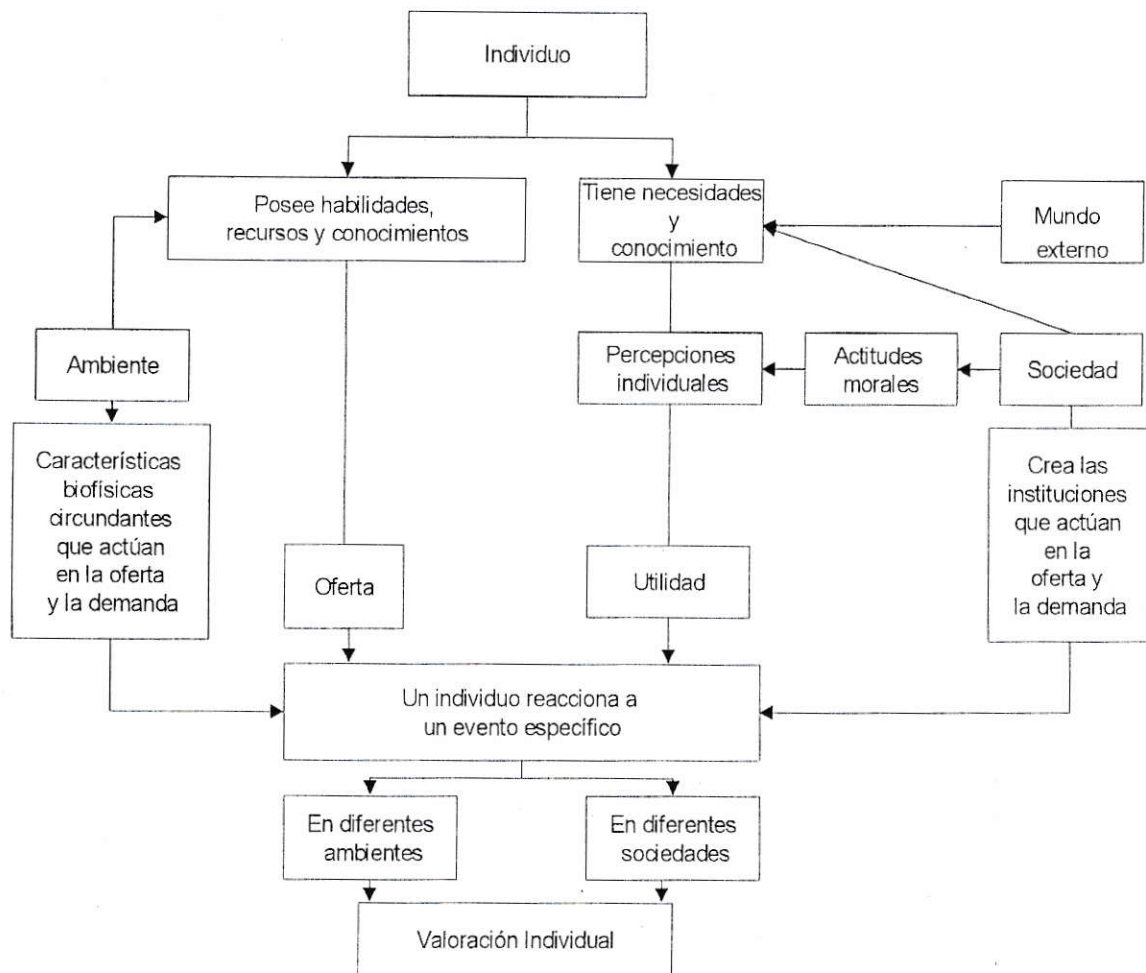 Individuo
Posee habilidades,
recursos y conocimientos
Tiene necesidades
y
conocimiento
Mundo
externo
Ambiente
Percepciones
individuales
Actitudes
morales
Sociedad
Características
biofísicas
circundantes
que actúan
en la oferta
y la demanda
Crea las
instituciones
que actúan
en la
oferta y
la demanda
Oferta
Utilidad
Un individuo reacciona a
un evento específico
En diferentes
ambientes
En diferentes
sociedades
Valoración Individual